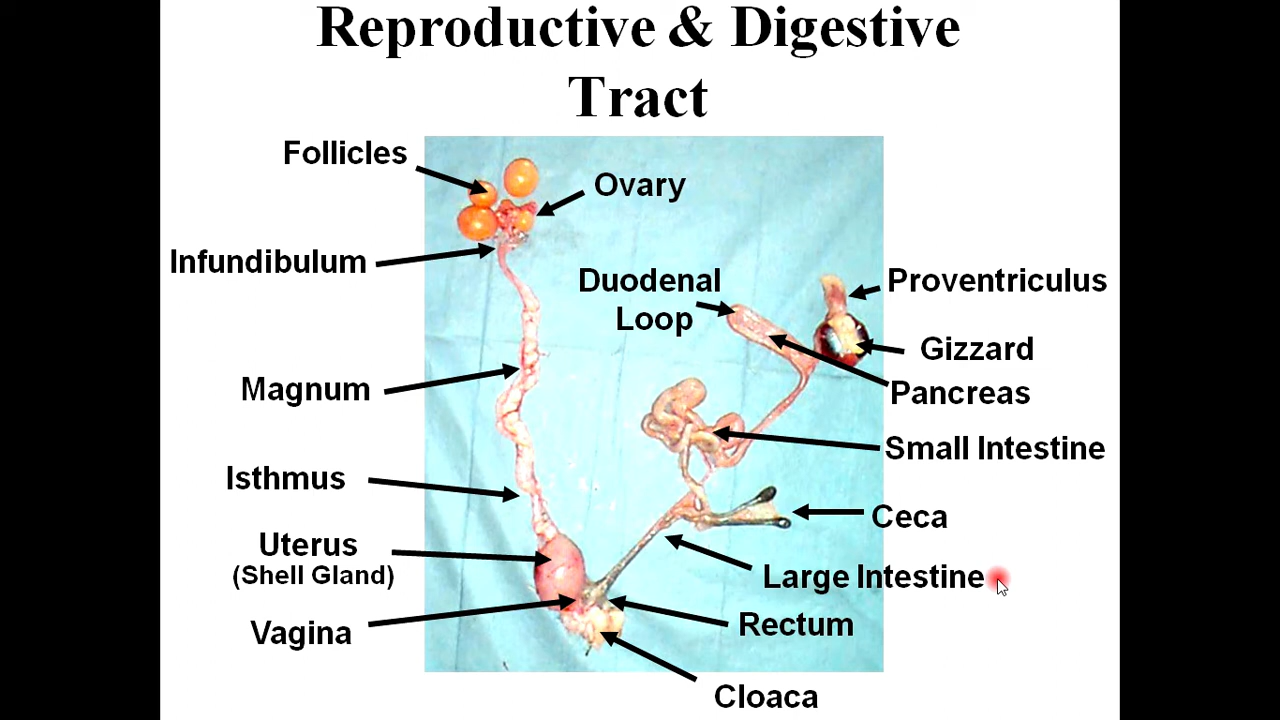 Reproductive & Digestive
Tract
Follicles
Ovary
Infundibulum
Duodenal
Loop
Proventriculus
Gizzard
Magnum
Pancreas
Small Intestine
Isthmus
Ceca
Uterus
(Shell Gland)
Large Intestine
Vagina
Rectum
Cloaca